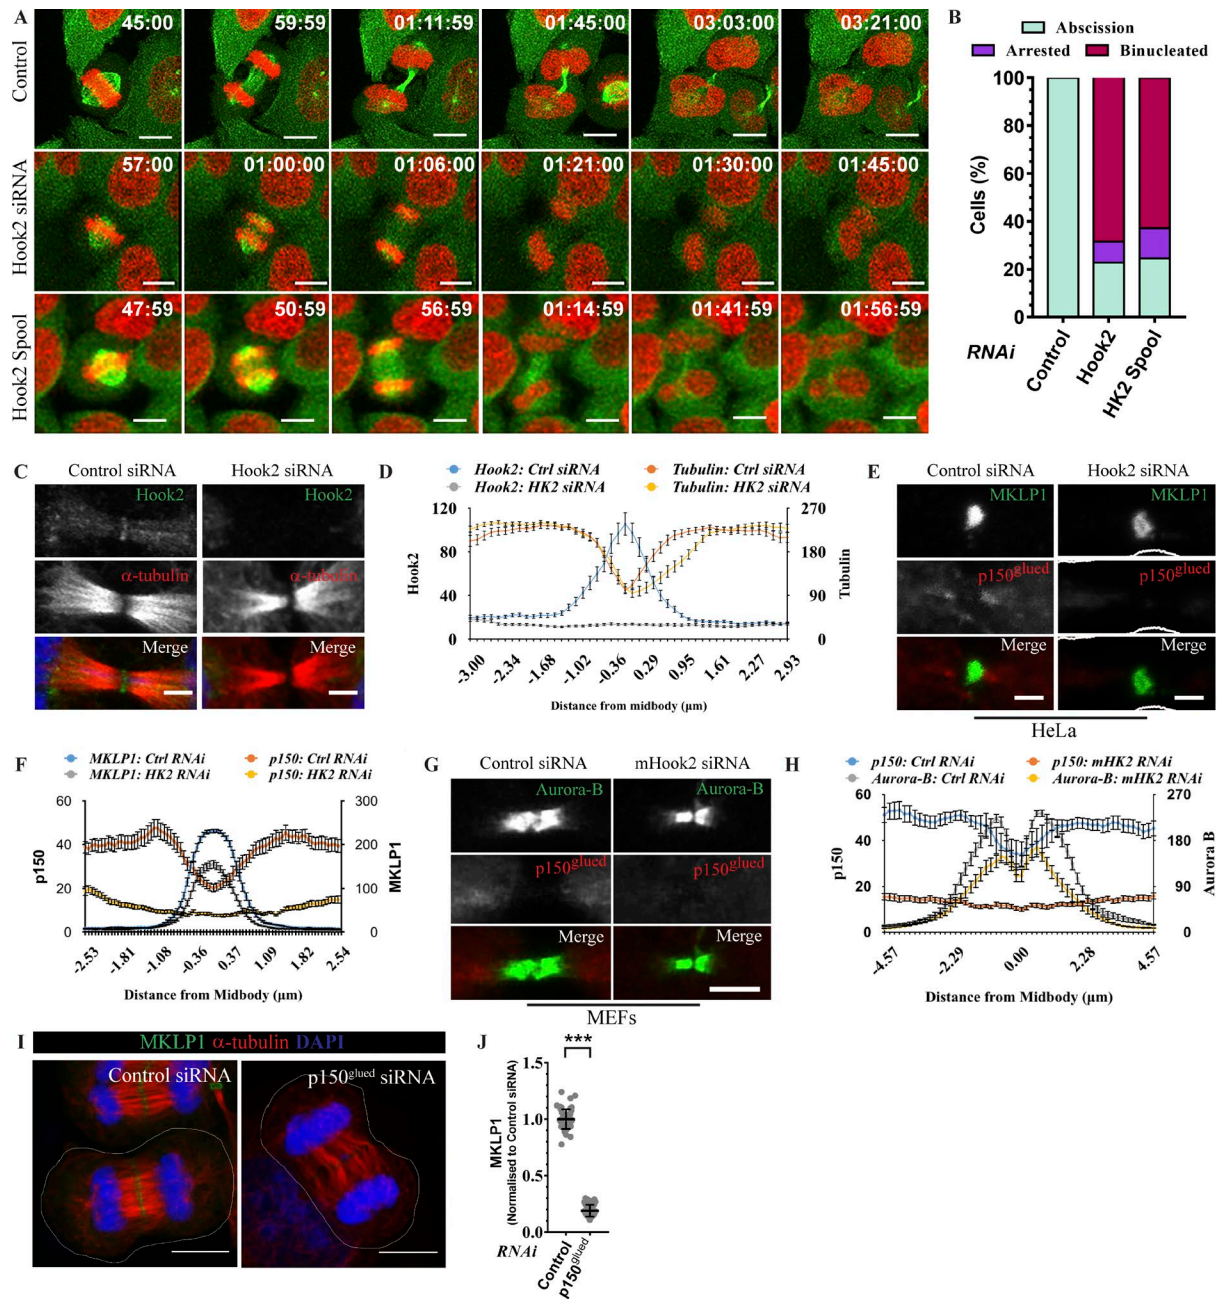 A
Control
45:00
59:59
01:11:59
01:45:00
03:03:00
03:21:00
Hook2 siRNA
57:00
01:00:00
01:06:00
01:21:00
01:30:00
01:45:00
Hook2 Spool
47:59
50:59
56:59
01:14:59
01:41:59
01:56:59
B
Abscission
Arrested
Binucleated
Cells (%)
100
80
60
40
20
0
RNAi
Control
Hook2
HK2 Spool
C
Control siRNA
Hook2 siRNA
Hook2
Hook2
α-tubulin
α-tubulin
Merge
Merge
D
Hook2: Ctrl siRNA
Tubulin: Ctrl siRNA
Hook2: HK2 siRNA
Tubulin: HK2 siRNA
Hook2
120
80
40
0
Tubulin
270
180
90
0
-3.00
-2.34
-1.68
-1.02
-0.36
0.29
0.95
1.61
2.27
2.93
Distance from midbody (µm)
E
Control siRNA
Hook2 siRNA
MKLP1
MKLP1
p150glued
p150glued
Merge
Merge
HeLa
F
MKLP1: Ctrl RNAi
p150: Ctrl RNAi
MKLP1: HK2 RNAi
p150: HK2 RNAi
p150
60
40
20
0
MKLP1
300
200
100
0
-2.53
-1.81
-1.08
-0.36
0.37
1.09
1.82
2.54
Distance from Midbody (µm)
G
Control siRNA
mHook2 siRNA
Aurora-B
Aurora-B
p150glued
p150glued
Merge
Merge
MEFs
H
p150: Ctrl RNAi
p150: mHK2 RNAi
Aurora-B: Ctrl RNAi
Aurora-B: mHK2 RNAi
p150
60
40
20
0
Aurora B
270
180
90
0
-4.57
-2.29
0.00
2.28
4.57
Distance from Midbody (µm)
I
MKLP1 α-tubulin DAPI
Control siRNA
p150glued siRNA
J
***
MKLP1
(Normalised to Control siRNA)
1.5
1.0
0.5
0.0
RNAi
Control
p150glued